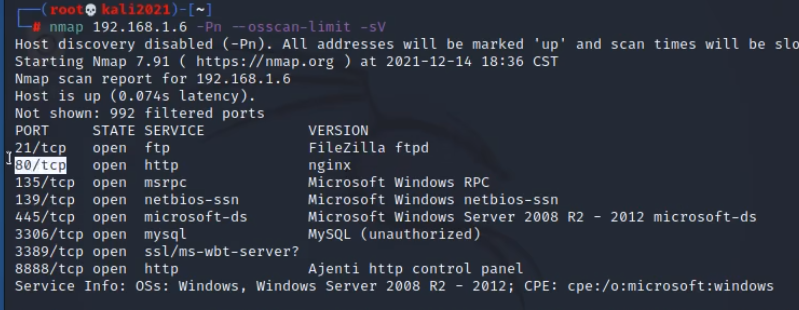 (root💀kali2021)-[~]
# nmap 192.168.1.6 -Pn --osscan-limit -sV
Host discovery disabled (-Pn). All addresses will be marked 'up' and scan times will be slo
Starting Nmap 7.91 ( https://nmap.org ) at 2021-12-14 18:36 CST
Nmap scan report for 192.168.1.6
Host is up (0.074s latency).
Not shown: 992 filtered ports
PORT STATE SERVICE VERSION
21/tcp open ftp FileZilla ftpd
80/tcp open http nginx
135/tcp open msrpc Microsoft Windows RPC
139/tcp open netbios-ssn Microsoft Windows netbios-ssn
445/tcp open microsoft-ds Microsoft Windows Server 2008 R2 - 2012 microsoft-ds
3306/tcp open mysql MySQL (unauthorized)
3389/tcp open ssl/ms-wbt-server?
8888/tcp open http Ajenti http control panel
Service Info: OSs: Windows, Windows Server 2008 R2 - 2012; CPE: cpe:/o:microsoft:windows